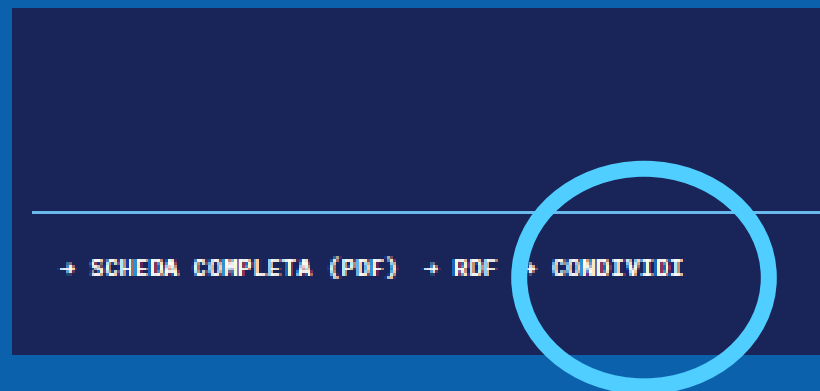 → SCHEDA COMPLETA (PDF) → RDF → CONDIVIDI